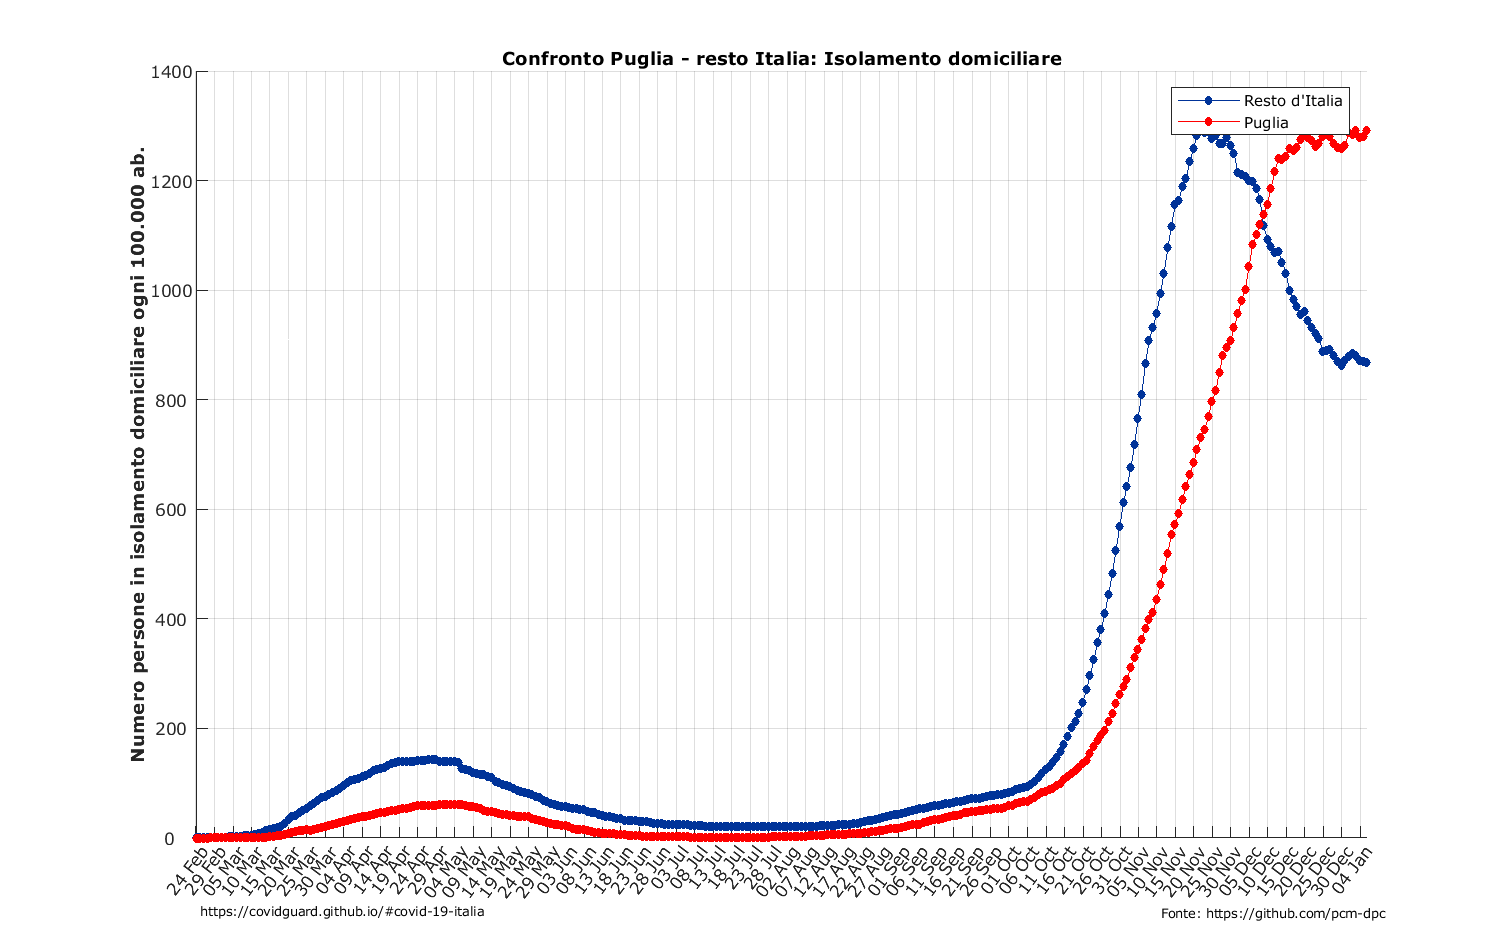 Confronto Puglia - resto Italia: Isolamento domiciliare
Numero persone in isolamento domiciliare ogni 100.000 ab.
1400
1200
1000
800
600
400
200
0
Resto d'Italia
Puglia
24 Feb
29 Feb
05 Mar
10 Mar
15 Mar
20 Mar
25 Mar
30 Mar
04 Apr
09 Apr
14 Apr
19 Apr
24 Apr
29 Apr
04 May
09 May
14 May
19 May
24 May
29 May
03 Jun
08 Jun
13 Jun
18 Jun
23 Jun
28 Jun
03 Jul
08 Jul
13 Jul
18 Jul
23 Jul
28 Jul
02 Aug
07 Aug
12 Aug
17 Aug
22 Aug
27 Aug
01 Sep
06 Sep
11 Sep
16 Sep
21 Sep
26 Sep
01 Oct
06 Oct
11 Oct
16 Oct
21 Oct
26 Oct
31 Oct
05 Nov
10 Nov
15 Nov
20 Nov
25 Nov
30 Nov
05 Dec
10 Dec
15 Dec
20 Dec
25 Dec
30 Dec
04 Jan
https://covidguard.github.io/#covid-19-italia
Fonte: https://github.com/pcm-dpc